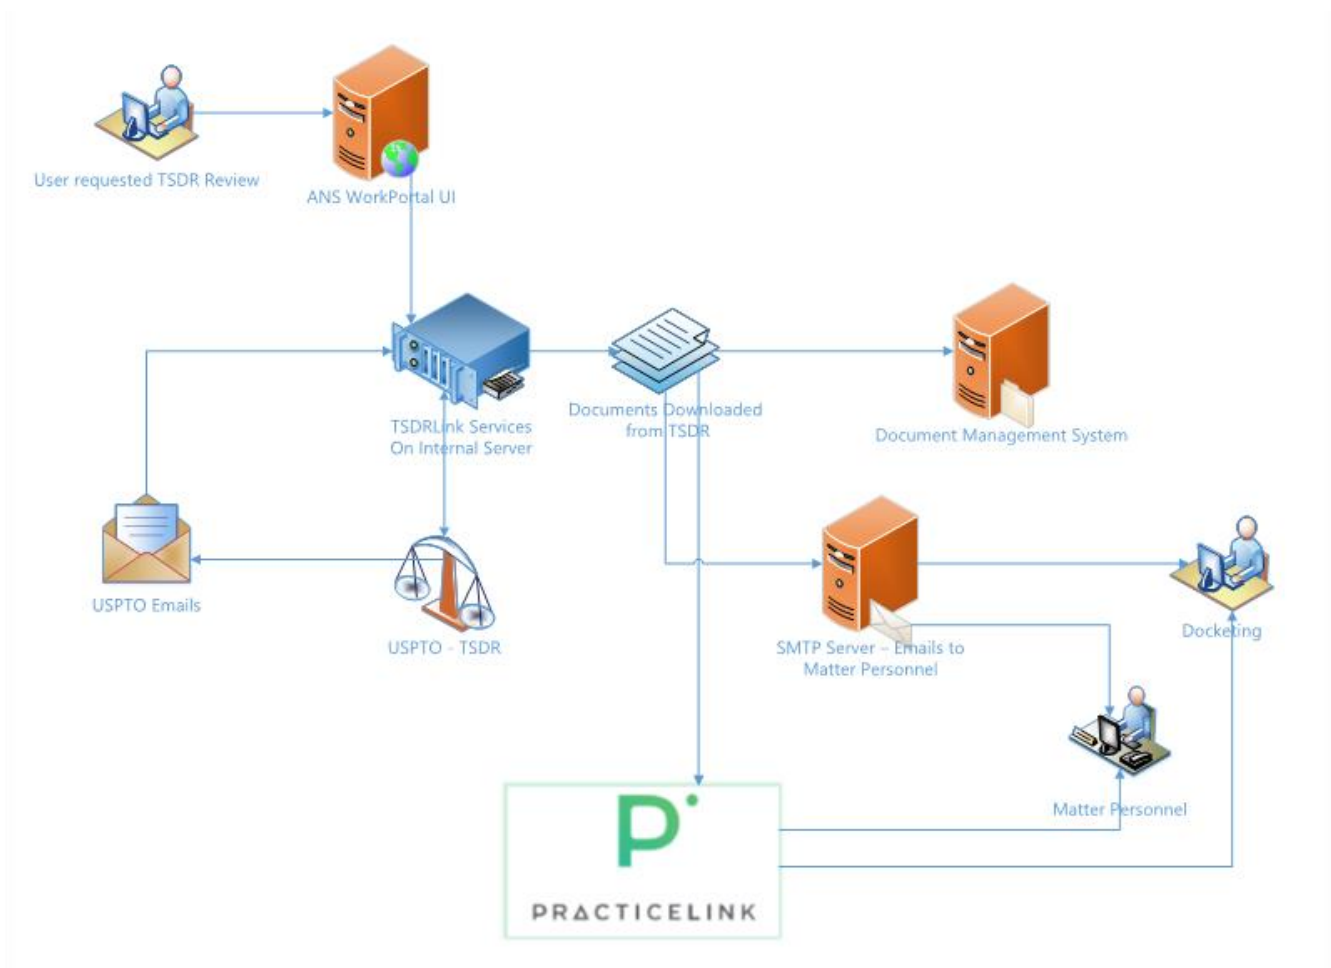 User requested TSDR Review
ANS WorkPortal UI
TSDRLink Services
On Internal Server
Documents Downloaded
from TSDR
Document Management System
USPTO Emails
USPTO - TSDR
SMTP Server – Emails to
Matter Personnel
Docketing
Matter Personnel
P
PRACTICELINK